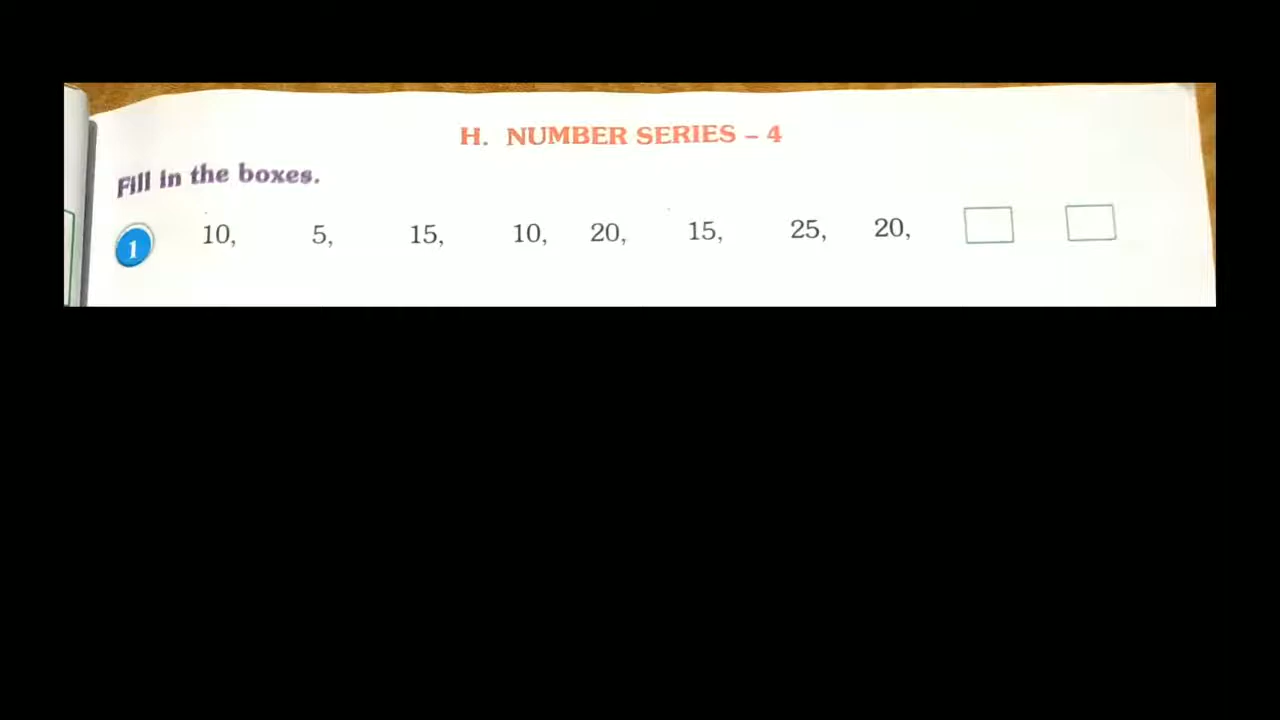 H. NUMBER SERIES – 4
Fill in the boxes.
1 10, 5, 15, 10, 20, 15, 25, 20,